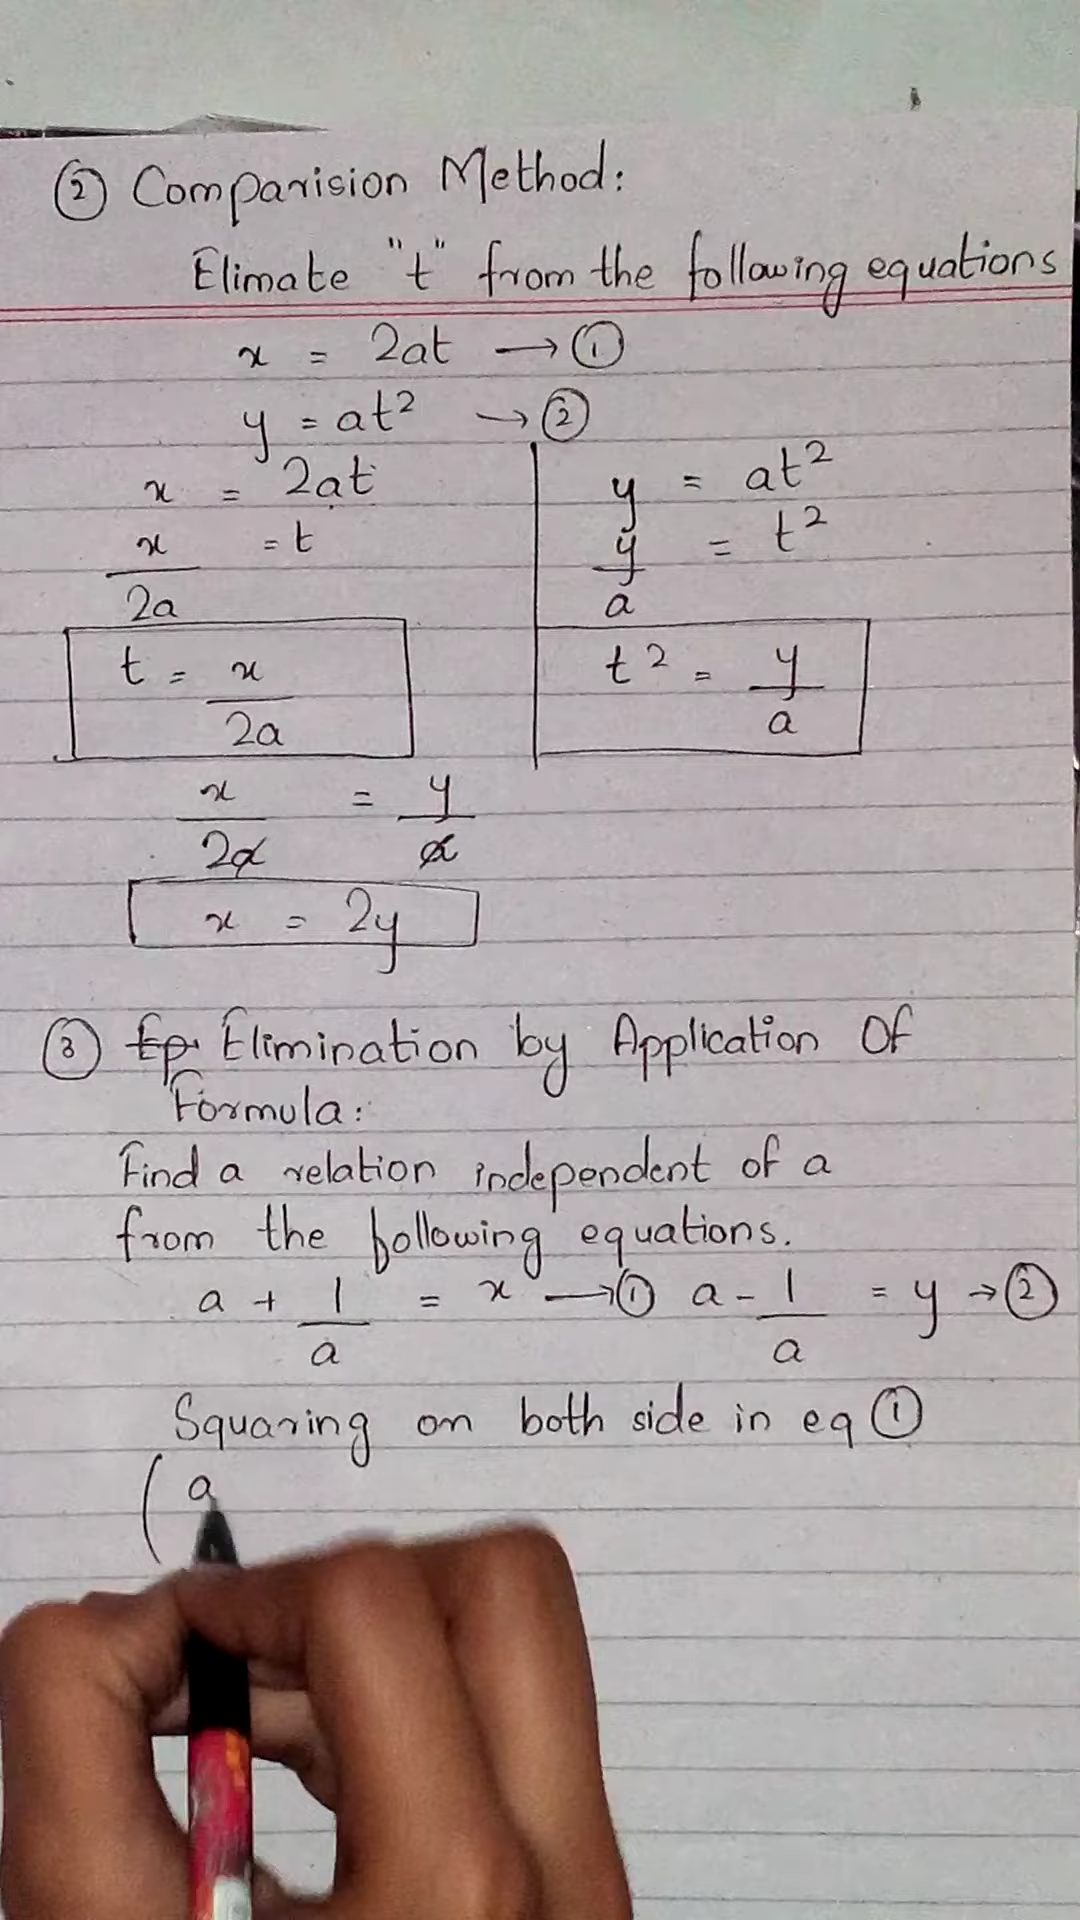 ② Comparision Method:
Elimate "t" from the following equations
x = 2at → ①
y = at² → ②
x = 2at
x/2a = t
t = x/2a
y = at²
y/a = t²
t² = y/a
x/2a = y/a
x = 2y
③ Ep Elimination by Application Of
Formula:
Find a relation independent of a
from the following equations.
a + 1/a = x → ① a - 1/a = y → ②
Squaring on both side in eq ①
(a